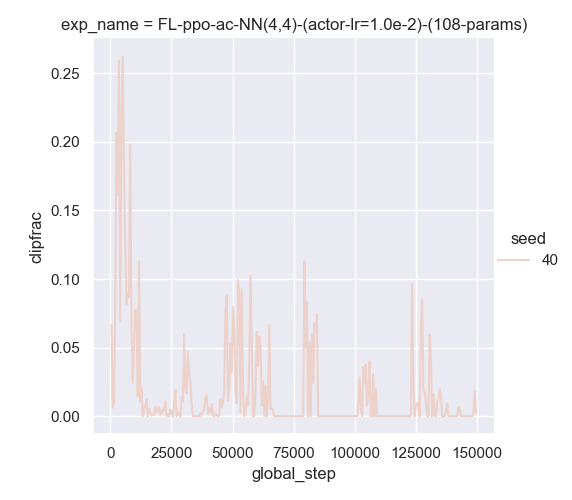 exp_name = FL-ppo-ac-NN(4,4)-(actor-lr=1.0e-2)-(108-params)
0.25
0.20
0.15
0.10
0.05
0.00
clipfrac
seed
40
0 25000 50000 75000 100000 125000 150000
global_step